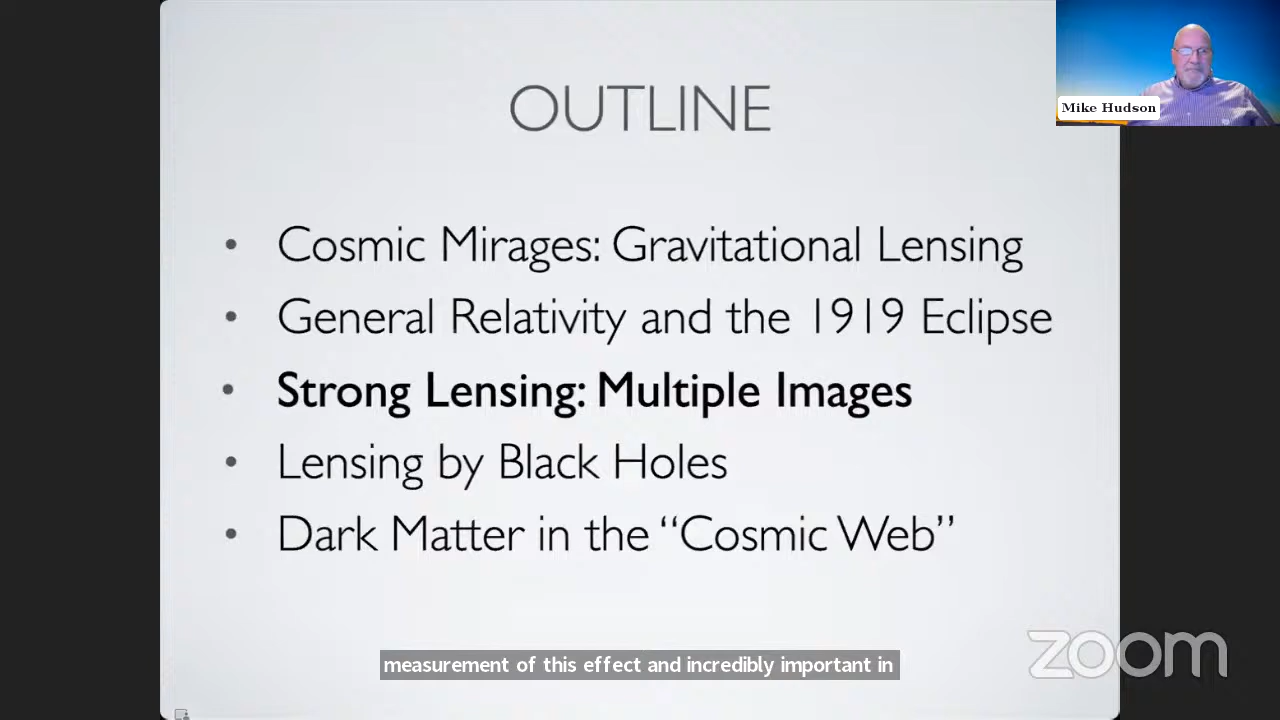 OUTLINE
Mike Hudson
• Cosmic Mirages: Gravitational Lensing
• General Relativity and the 1919 Eclipse
• Strong Lensing: Multiple Images
• Lensing by Black Holes
• Dark Matter in the “Cosmic Web”
zoom
measurement of this effect and incredibly important in